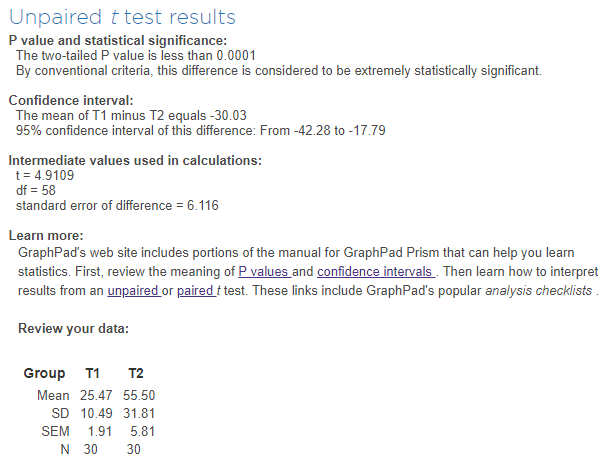 Unpaired t test results
P value and statistical significance:
The two-tailed P value is less than 0.0001
By conventional criteria, this difference is considered to be extremely statistically significant.
Confidence interval:
The mean of T1 minus T2 equals -30.03
95% confidence interval of this difference: From -42.28 to -17.79
Intermediate values used in calculations:
t = 4.9109
df = 58
standard error of difference = 6.116
Learn more:
GraphPad's web site includes portions of the manual for GraphPad Prism that can help you learn
statistics. First, review the meaning of P values and confidence intervals . Then learn how to interpret
results from an unpaired or paired t test. These links include GraphPad's popular analysis checklists .
Review your data:
Group T1 T2
Mean 25.47 55.50
SD 10.49 31.81
SEM 1.91 5.81
N 30 30